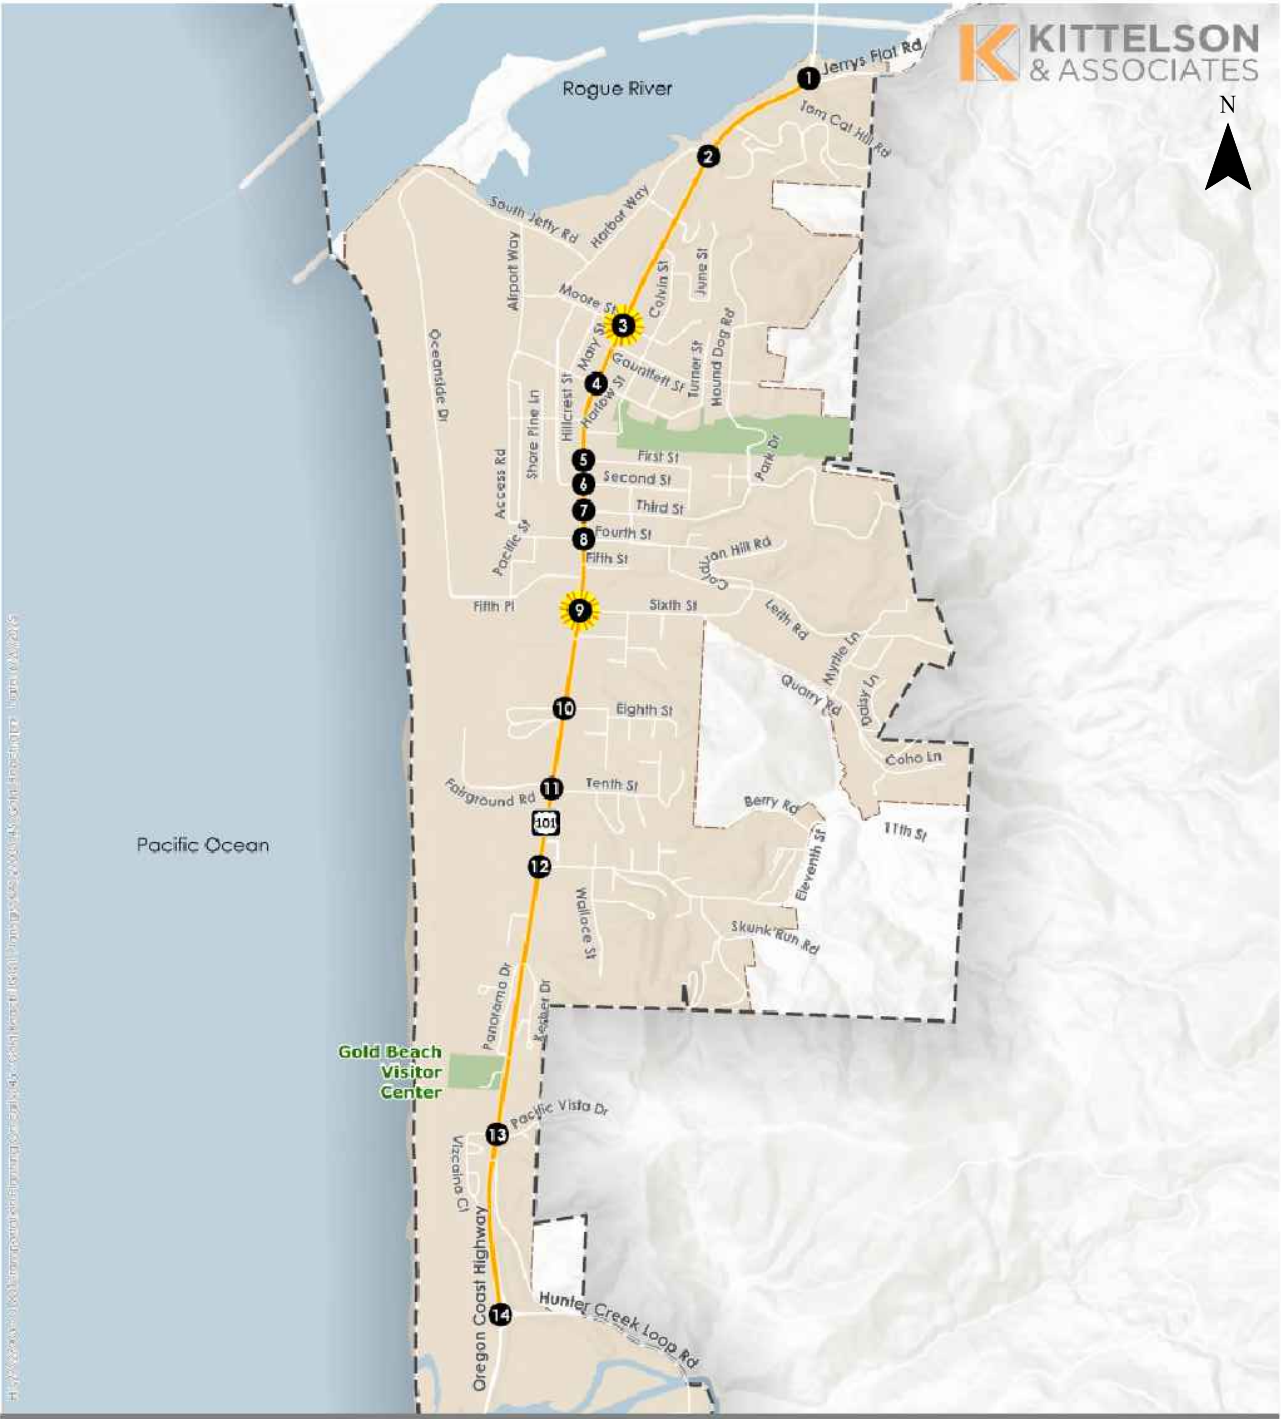 KITTELSON
& ASSOCIATES
N
Rogue River
Jerrys Flat Rd
1
Tom Cat Hill Rd
2
South Jetty Rd
Harbor Way
Airport Way
Moore St
Colvin St
June St
3
Mary St
Gauntlett St
Turner St
Hound Dog Rd
Oceanside Dr
4
Harlow St
Hillcrest St
Shore Pine Ln
Access Rd
Park Dr
5
First St
6
Second St
7
Third St
8
Fourth St
Pacific St
Fifth St
Fifth Pl
9
Sixth St
Leith Rd
Myrtle Ln
Quarry Rd
Daisy Ln
Coho Ln
10
Eighth St
11
Tenth St
Fairground Rd
101
Berry Rd
11th St
Eleventh St
Pacific Ocean
12
Wallace St
Skunk Run Rd
Panorama Dr
Kerber Dr
Gold Beach
Visitor
Center
13
Pacific Vista Dr
Vizcaino Ct
Oregon Coast Highway
14
Hunter Creek Loop Rd